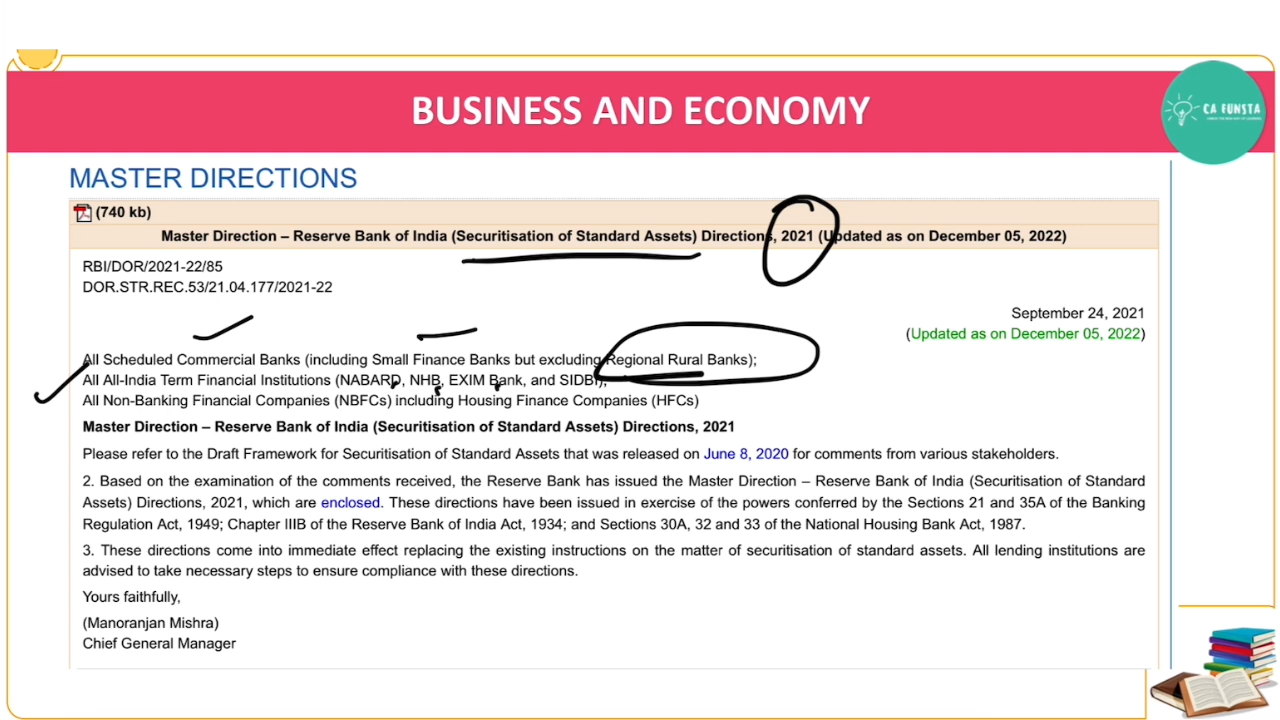 BUSINESS AND ECONOMY
CA FUNSTA
MASTER DIRECTIONS
(740 kb)
Master Direction – Reserve Bank of India (Securitisation of Standard Assets) Directions, 2021 (Updated as on December 05, 2022)
RBI/DOR/2021-22/85
DOR.STR.REC.53/21.04.177/2021-22
September 24, 2021
(Updated as on December 05, 2022)
All Scheduled Commercial Banks (including Small Finance Banks but excluding Regional Rural Banks);
All All-India Term Financial Institutions (NABARD, NHB, EXIM Bank, and SIDBI);
All Non-Banking Financial Companies (NBFCs) including Housing Finance Companies (HFCs)
Master Direction – Reserve Bank of India (Securitisation of Standard Assets) Directions, 2021
Please refer to the Draft Framework for Securitisation of Standard Assets that was released on June 8, 2020 for comments from various stakeholders.
2. Based on the examination of the comments received, the Reserve Bank has issued the Master Direction – Reserve Bank of India (Securitisation of Standard
Assets) Directions, 2021, which are enclosed. These directions have been issued in exercise of the powers conferred by the Sections 21 and 35A of the Banking
Regulation Act, 1949; Chapter IIIB of the Reserve Bank of India Act, 1934; and Sections 30A, 32 and 33 of the National Housing Bank Act, 1987.
3. These directions come into immediate effect replacing the existing instructions on the matter of securitisation of standard assets. All lending institutions are
advised to take necessary steps to ensure compliance with these directions.
Yours faithfully,
(Manoranjan Mishra)
Chief General Manager